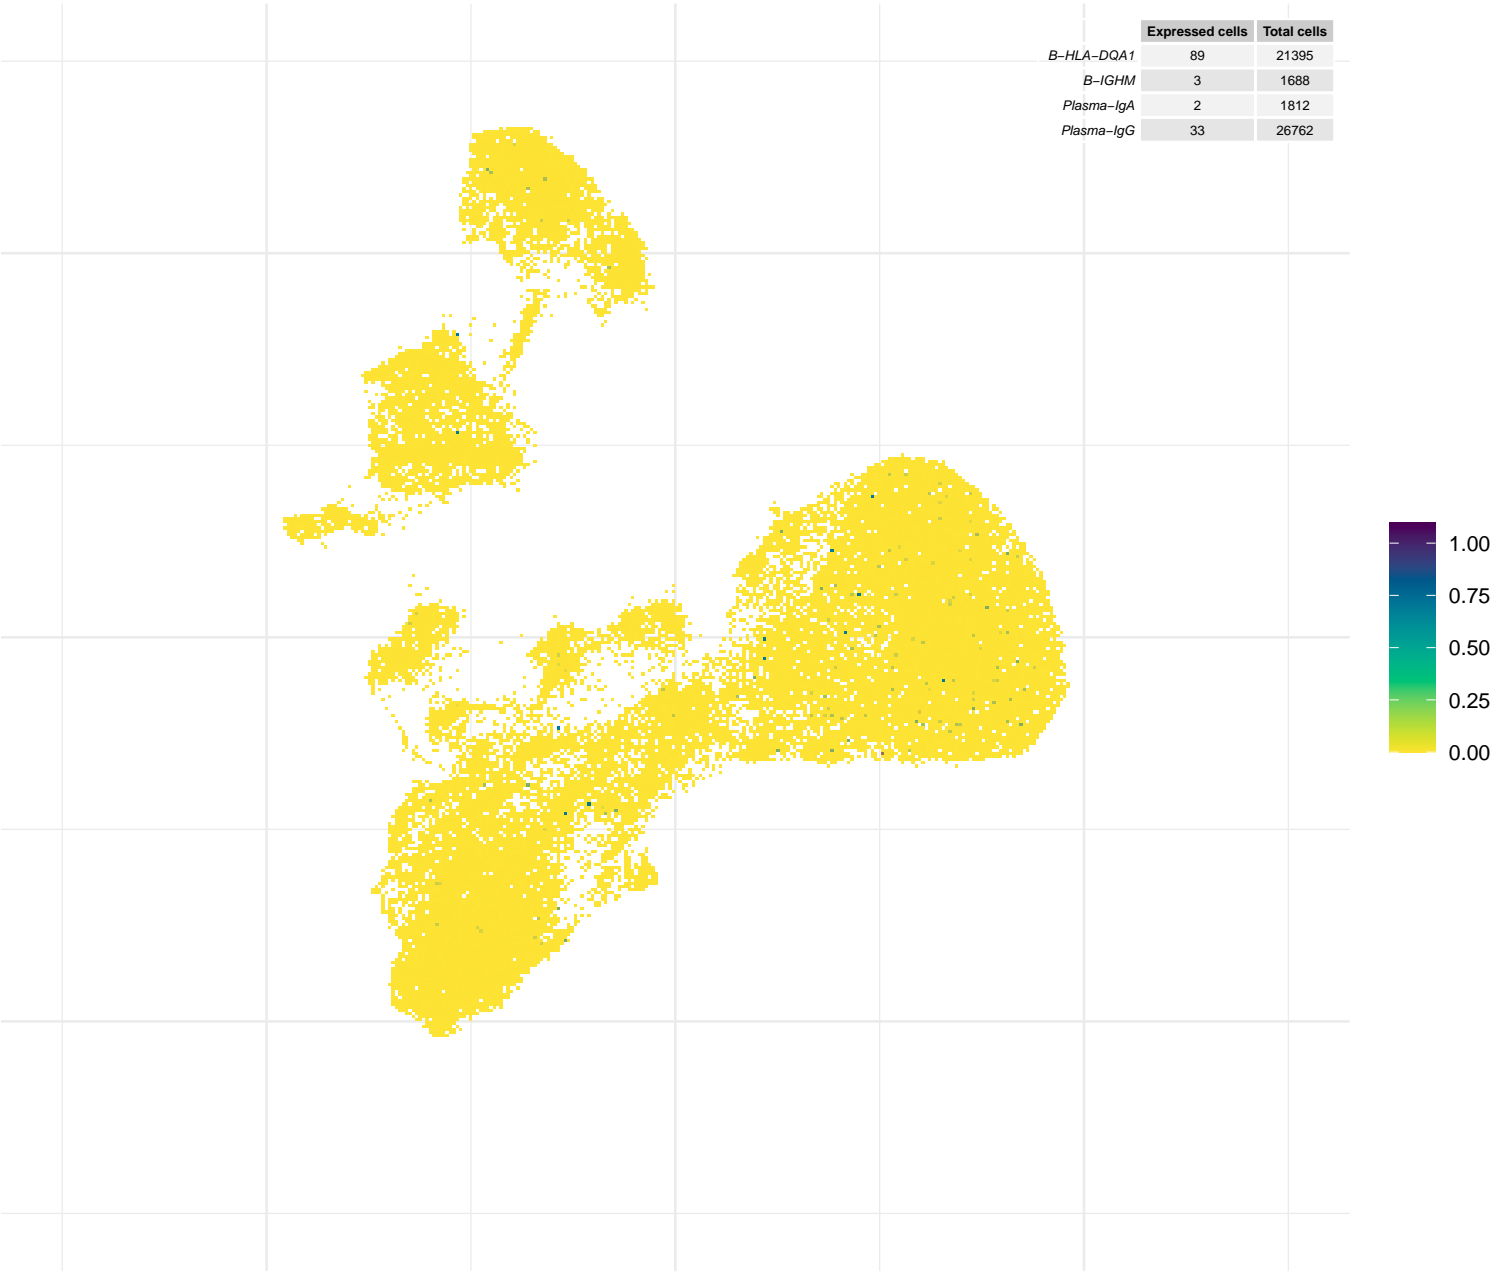 Expressed cells Total cells
B−HLA−DQA1 89 21395
B−IGHM 3 1688
Plasma−IgA 2 1812
Plasma−IgG 33 26762
1.00
0.75
0.50
0.25
0.00